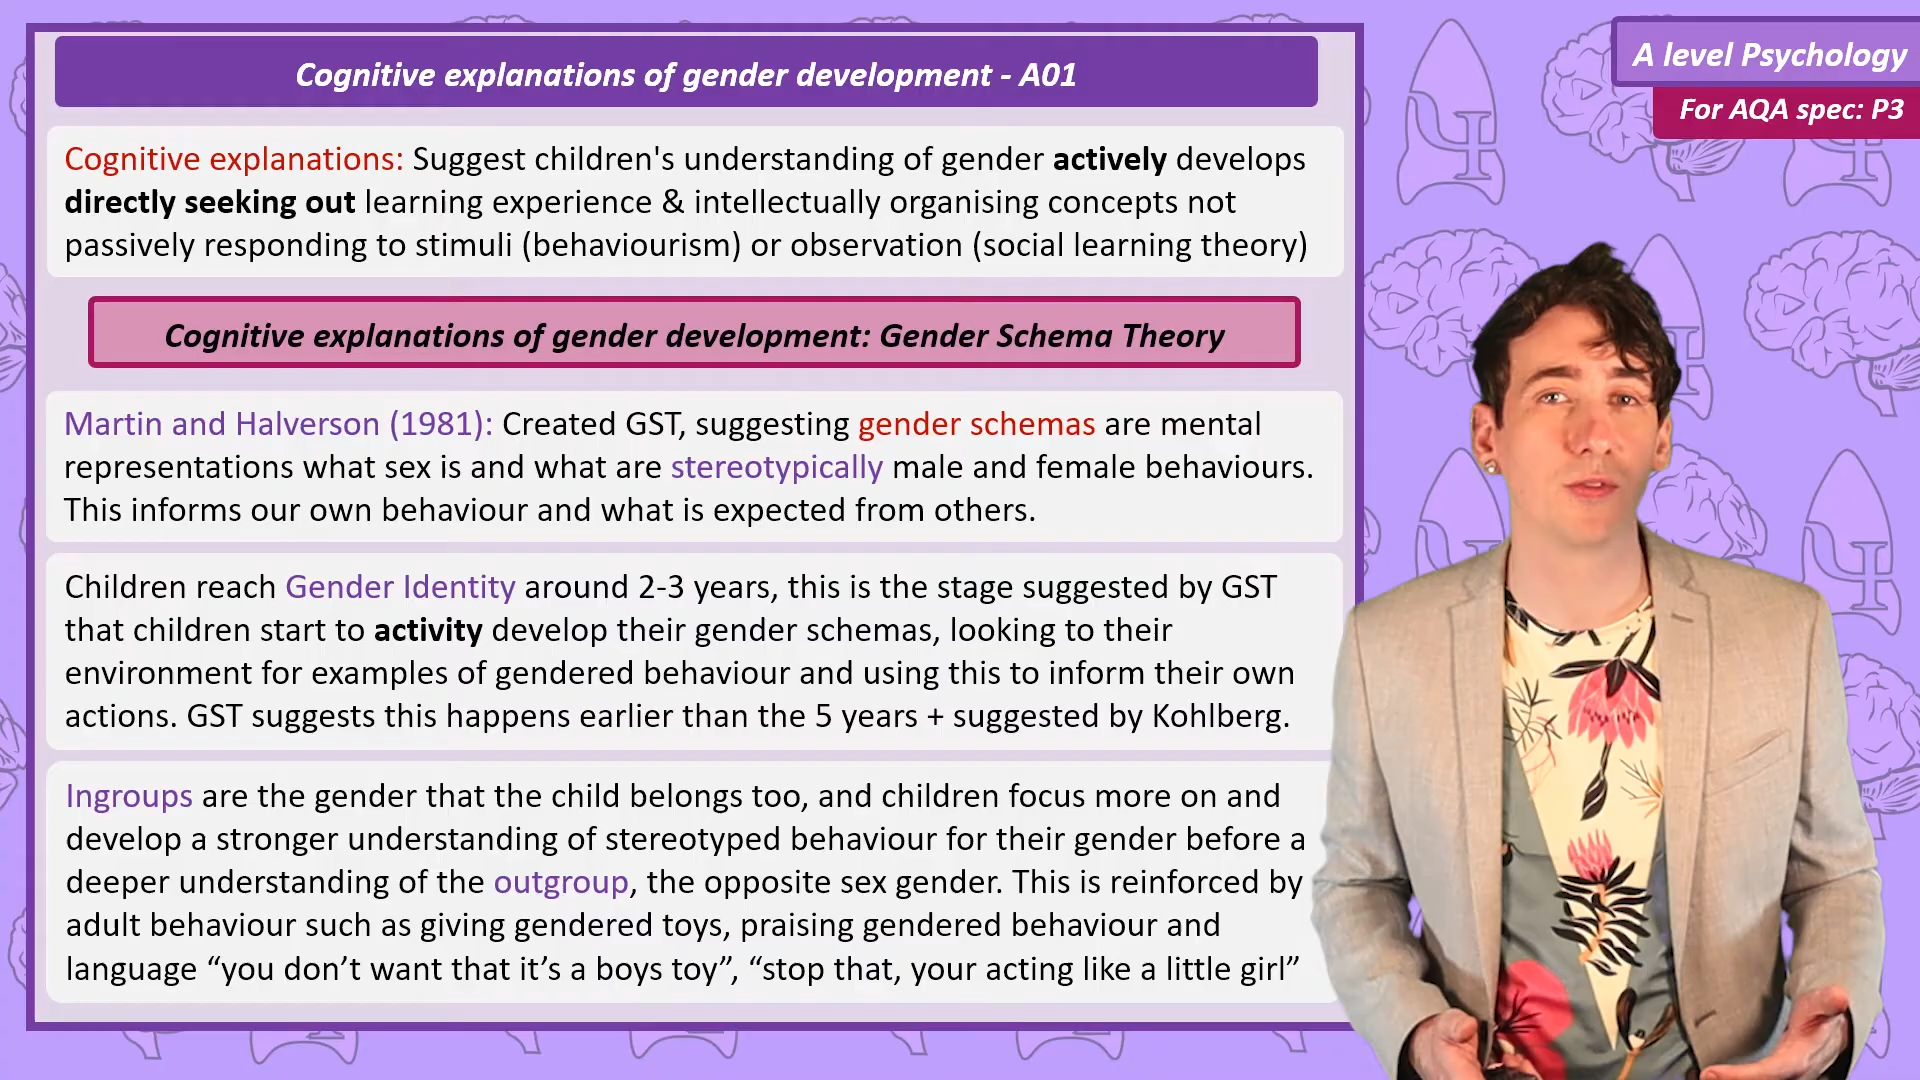 Cognitive explanations of gender development - A01
A level Psychology
For AQA spec: P3
Cognitive explanations: Suggest children's understanding of gender actively develops
directly seeking out learning experience & intellectually organising concepts not
passively responding to stimuli (behaviourism) or observation (social learning theory)
Cognitive explanations of gender development: Gender Schema Theory
Martin and Halverson (1981): Created GST, suggesting gender schemas are mental
representations what sex is and what are stereotypically male and female behaviours.
This informs our own behaviour and what is expected from others.
Children reach Gender Identity around 2-3 years, this is the stage suggested by GST
that children start to activity develop their gender schemas, looking to their
environment for examples of gendered behaviour and using this to inform their own
actions. GST suggests this happens earlier than the 5 years + suggested by Kohlberg.
Ingroups are the gender that the child belongs too, and children focus more on and
develop a stronger understanding of stereotyped behaviour for their gender before a
deeper understanding of the outgroup, the opposite sex gender. This is reinforced by
adult behaviour such as giving gendered toys, praising gendered behaviour and
language “you don’t want that it’s a boys toy”, “stop that, your acting like a little girl”